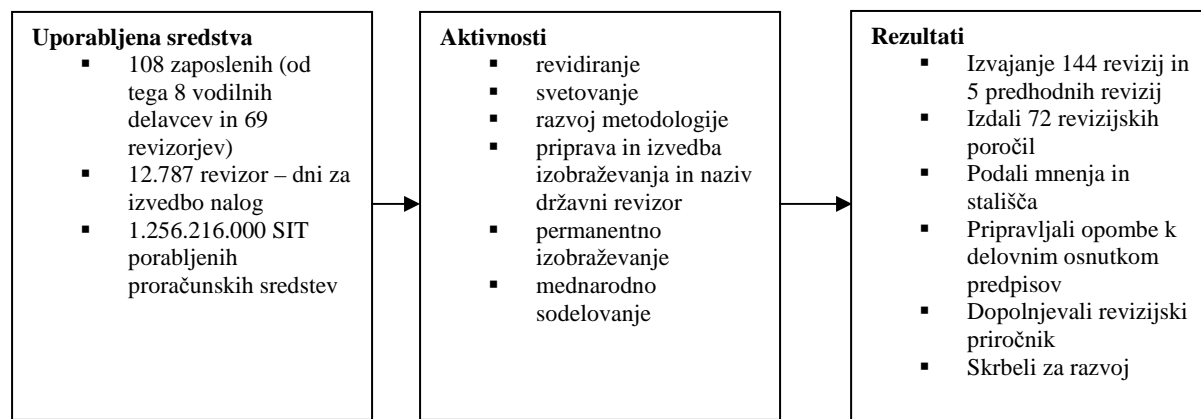 Uporabljena sredstva
▪ 108 zaposlenih (od
tega 8 vodilnih
delavcev in 69
revizorjev)
▪ 12.787 revizor – dni za
izvedbo nalog
▪ 1.256.216.000 SIT
porabljenih
proračunskih sredstev
Aktivnosti
▪ revidiranje
▪ svetovanje
▪ razvoj metodologije
▪ priprava in izvedba
izobraževanja in naziv
državni revizor
▪ permanentno
izobraževanje
▪ mednarodno
sodelovanje
Rezultati
▪ Izvajanje 144 revizij in
5 predhodnih revizij
▪ Izdali 72 revizijskih
poročil
▪ Podali mnenja in
stališča
▪ Pripravljali opombe k
delovnim osnutkom
predpisov
▪ Dopolnjevali revizijski
priročnik
▪ Skrbeli za razvoj